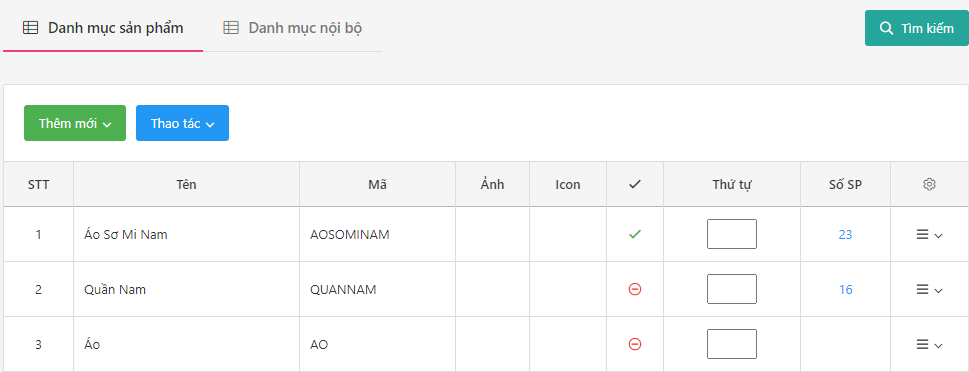 Danh mục sản phẩm Danh mục nội bộ Tìm kiếm
Thêm mới Thao tác
STT Tên Mã Ảnh Icon Thứ tự Số SP
1 Áo Sơ Mi Nam AOSOMINAM 23
2 Quần Nam QUANNAM 16
3 Áo AO